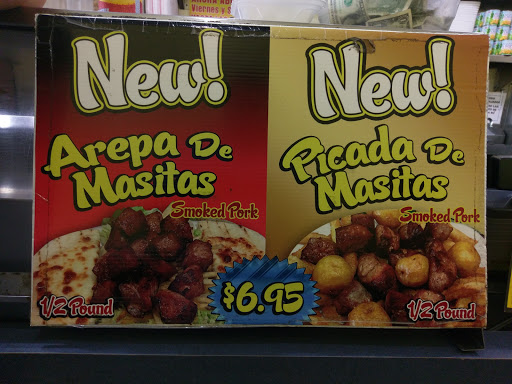 New!
Arepa De
Masitas
Smoked Pork
1/2 Pound
New!
Picada De
Masitas
Smoked Pork
1/2 Pound
$6.95
Viernes y S